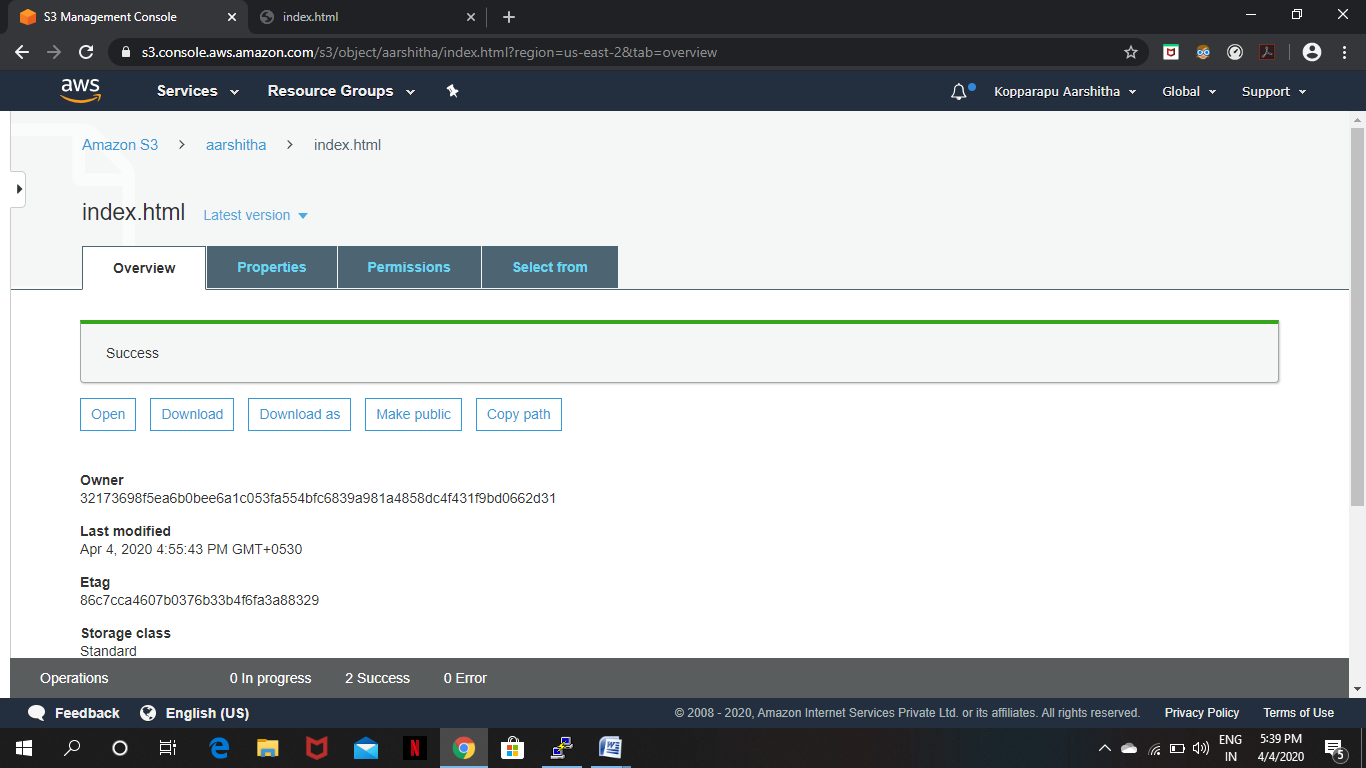 S3 Management Console
index.html
s3.console.aws.amazon.com/s3/object/aarshitha/index.html?region=us-east-2&tab=overview
aws Services Resource Groups Kopparapu Aarshitha Global Support
Amazon S3 > aarshitha > index.html
index.html Latest version
Overview Properties Permissions Select from
Success
Open Download Download as Make public Copy path
Owner
32173698f5ea6b0bee6a1c053fa554bfc6839a981a4858dc4f431f9bd0662d31
Last modified
Apr 4, 2020 4:55:43 PM GMT+0530
Etag
86c7cca4607b0376b33b4f6fa3a88329
Storage class
Standard
Operations 0 In progress 2 Success 0 Error
Feedback English (US) © 2008 - 2020, Amazon Internet Services Private Ltd. or its affiliates. All rights reserved. Privacy Policy Terms of Use
ENG 5:39 PM
IN 4/4/2020 5